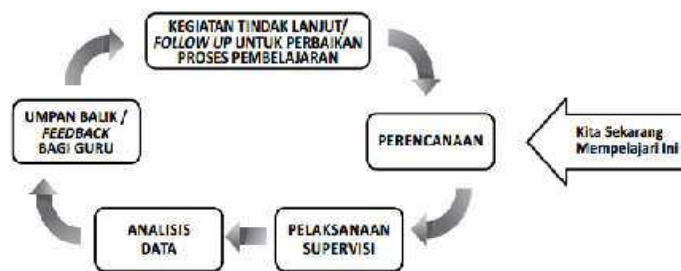 KEGIATAN TINDAK LANJUT/
FOLLOW UP UNTUK PERBAIKAN
PROSES PEMBELAJARAN
UMPAN BALIK /
FEEDBACK
BAGI GURU
PERENCANAAN
Kita Sekarang
Mempelajari Ini
ANALISIS
DATA
PELAKSANAAN
SUPERVISI